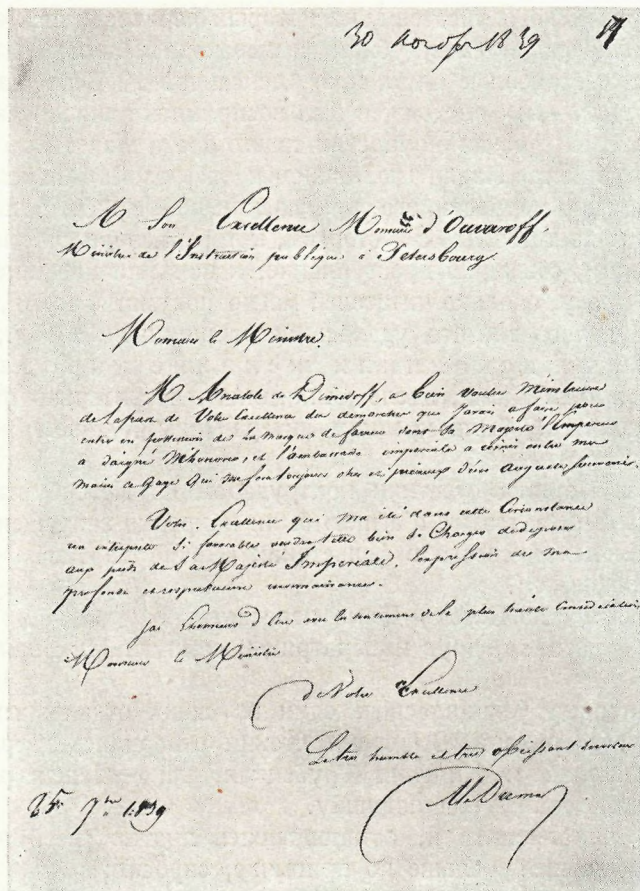 30 ноября 1839
A Son Excellence Monsieur d'Ouvaroff,
Ministre de l'Instruction publique à Petersbourg
Monsieur le Ministre,
M Anatole de Dimidoff, a bien voulu M'instruire
de la part de Votre Excellence des démarches que j'avais à faire pour
entrer en possession de la marque de faveur dont Sa Majesté l'Empereur
a daigné M'honorer, et l'ambassade impériale a remis entre mes
mains ce Gage qui me sera toujours cher et précieux d'un Auguste Souvenir.
Votre Excellence qui m'a été dans cette Circonstance
un interprète si favorable voudra-t-elle bien se Charger de déposer
aux pieds de Sa Majesté Impériale, l'expression de ma
profonde et respectueuse reconnaissance.
J'ai l'honneur d'être avec les sentimens de la plus haute considération,
Monsieur le Ministre
de Votre Excellence
Le très humble et très obéissant serviteur
Alex Dumas
25 9bre 1839